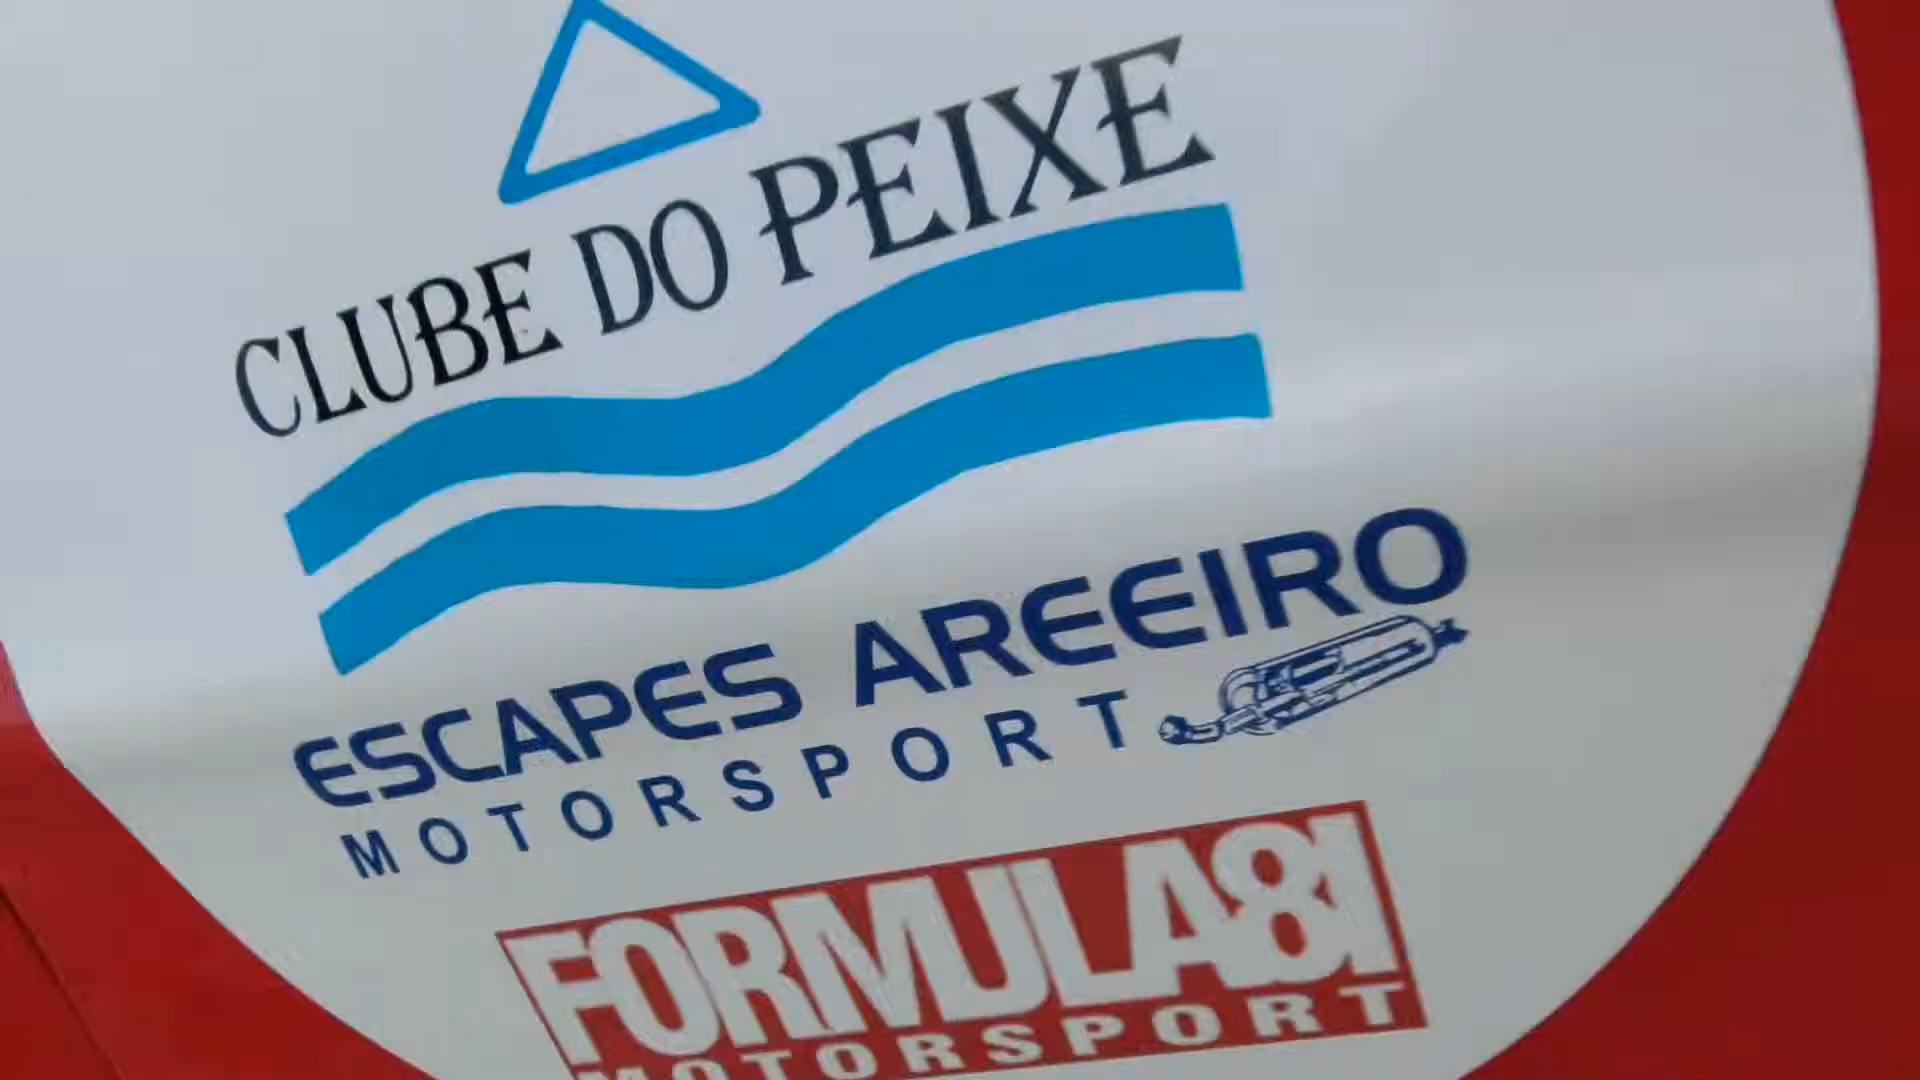 CLUBE DO PEIXE
ESCAPES AREEIRO
MOTORSPORT
FORMULA81
MOTORSPORT